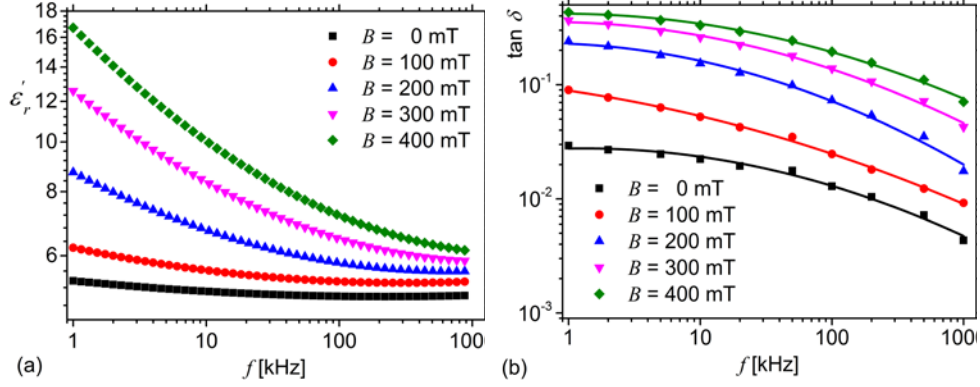 18
16
14
12
10
8
6
εr′
B = 0 mT
B = 100 mT
B = 200 mT
B = 300 mT
B = 400 mT
1 10 100 1000
(a) f [kHz]
tan δ
10⁻¹
10⁻²
10⁻³
B = 0 mT
B = 100 mT
B = 200 mT
B = 300 mT
B = 400 mT
1 10 100 1000
(b) f [kHz]